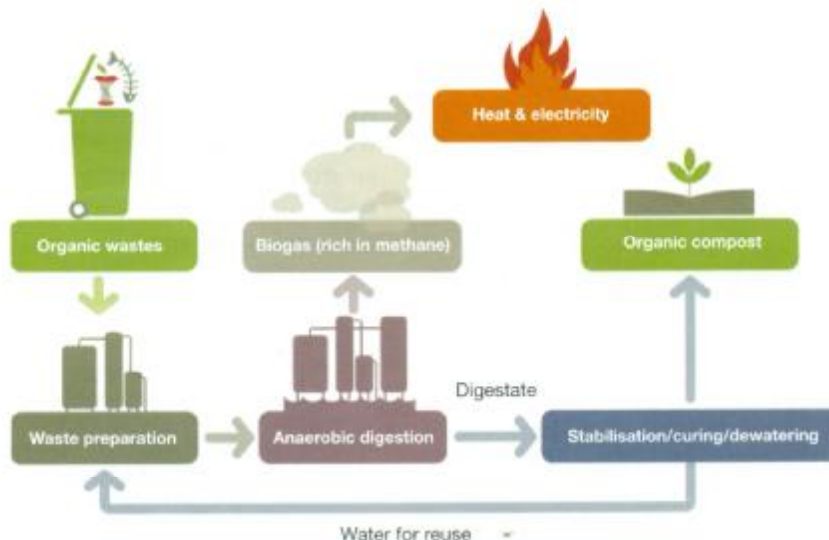 Heat & electricity
Organic wastes
Biogas (rich in methane)
Organic compost
Digestate
Waste preparation
Anaerobic digestion
Stabilisation/curing/dewatering
Water for reuse